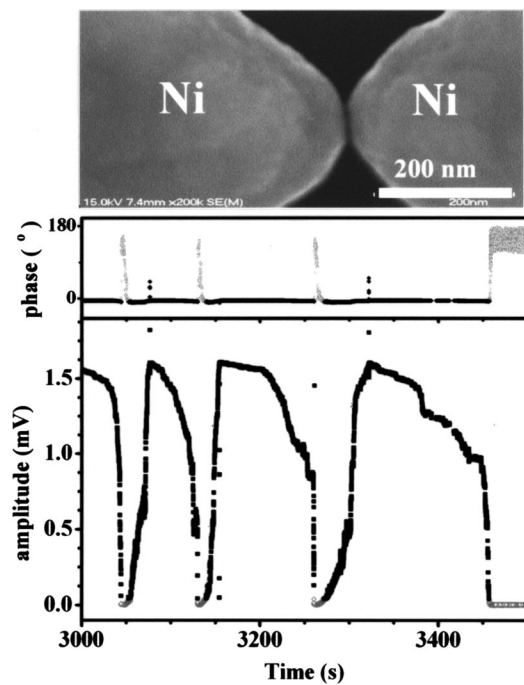 Ni Ni
200 nm
15.0kV 7.4mm x200k SE(M) 200nm
phase (°)
180
0
amplitude (mV)
1.5
1.0
0.5
0.0
3000 3200 3400
Time (s)